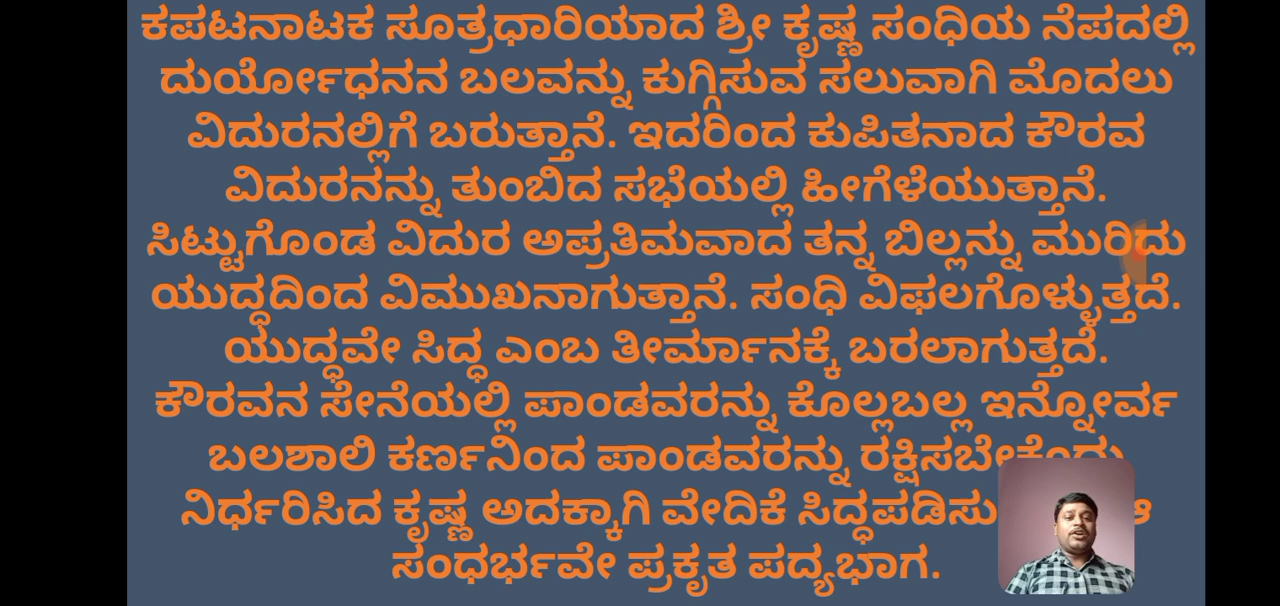 ಕಪಟನಾಟಕ ಸೂತ್ರಧಾರಿಯಾದ ಶ್ರೀ ಕೃಷ್ಣ ಸಂಧಿಯ ನೆಪದಲ್ಲಿ
ದುರ್ಯೋಧನನ ಬಲವನ್ನು ಕುಗ್ಗಿಸುವ ಸಲುವಾಗಿ ಮೊದಲು
ವಿದುರನಲ್ಲಿಗೆ ಬರುತ್ತಾನೆ. ಇದರಿಂದ ಕುಪಿತನಾದ ಕೌರವ
ವಿದುರನನ್ನು ತುಂಬಿದ ಸಭೆಯಲ್ಲಿ ಹೀಗೆಳೆಯುತ್ತಾನೆ.
ಸಿಟ್ಟುಗೊಂಡ ವಿದುರ ಅಪ್ರತಿಮವಾದ ತನ್ನ ಬಿಲ್ಲನ್ನು ಮುರಿದು
ಯುದ್ಧದಿಂದ ವಿಮುಖನಾಗುತ್ತಾನೆ. ಸಂಧಿ ವಿಫಲಗೊಳ್ಳುತ್ತದೆ.
ಯುದ್ಧವೇ ಸಿದ್ಧ ಎಂಬ ತೀರ್ಮಾನಕ್ಕೆ ಬರಲಾಗುತ್ತದೆ.
ಕೌರವನ ಸೇನೆಯಲ್ಲಿ ಪಾಂಡವರನ್ನು ಕೊಲ್ಲಬಲ್ಲ ಇನ್ನೋರ್ವ
ಬಲಶಾಲಿ ಕರ್ಣನಿಂದ ಪಾಂಡವರನ್ನು ರಕ್ಷಿಸಬೇಕೆಂದು
ನಿರ್ಧರಿಸಿದ ಕೃಷ್ಣ ಅದಕ್ಕಾಗಿ ವೇದಿಕೆ ಆ
ಸಂಧರ್ಭವೇ ಪ್ರಕೃತ ಪದ್ಯಭಾಗ.